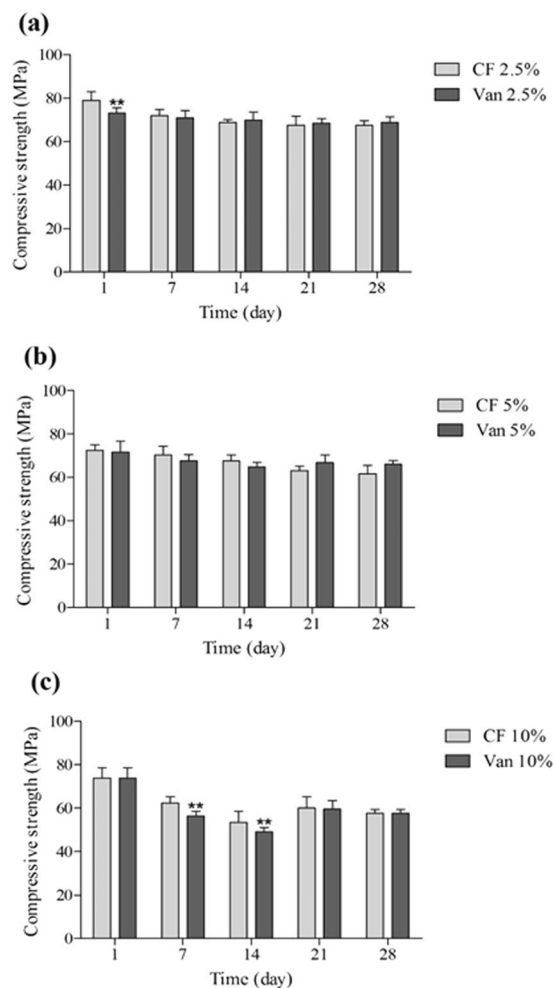 (a)
Compressive strength (MPa)
100
80
60
40
20
0
**
1 7 14 21 28
Time (day)
CF 2.5%
Van 2.5%
(b)
Compressive strength (MPa)
100
80
60
40
20
0
1 7 14 21 28
Time (day)
CF 5%
Van 5%
(c)
Compressive strength (MPa)
100
80
60
40
20
0
** **
1 7 14 21 28
Time (day)
CF 10%
Van 10%